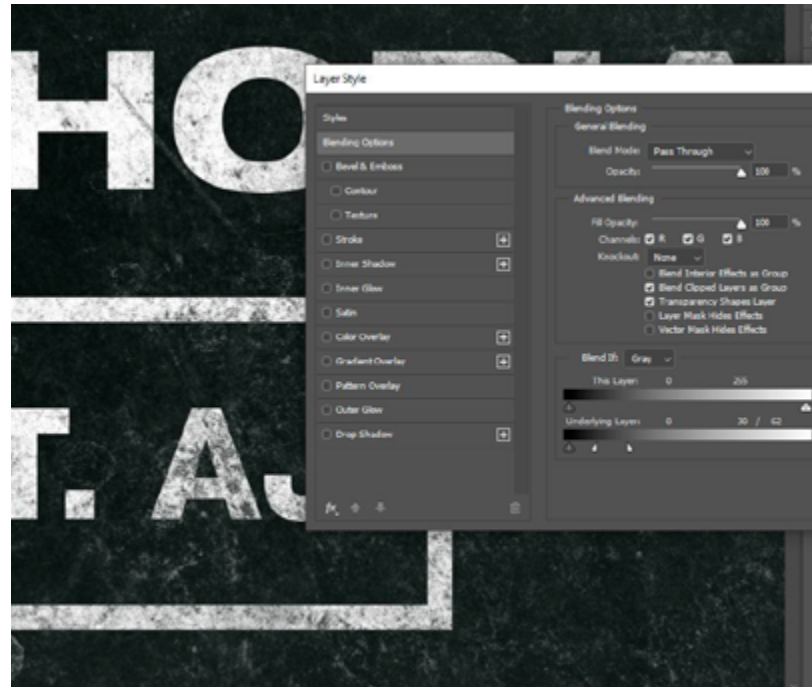 HORIA
Layer Style
Styles
Blending Options
Bevel & Emboss
Contour
Texture
Stroke
Inner Shadow
Inner Glow
Satin
Color Overlay
Gradient Overlay
Pattern Overlay
Outer Glow
Drop Shadow
fx
Blending Options
General Blending
Blend Mode: Pass Through
Opacity: 100 %
Advanced Blending
Fill Opacity: 100 %
Channels: R G B
Knockout: None
Blend Interior Effects as Group
Blend Clipped Layers as Group
Transparency Shapes Layer
Layer Mask Hides Effects
Vector Mask Hides Effects
Blend If: Gray
This Layer: 0 255
Underlying Layer: 0 30 / 62
T. AJ